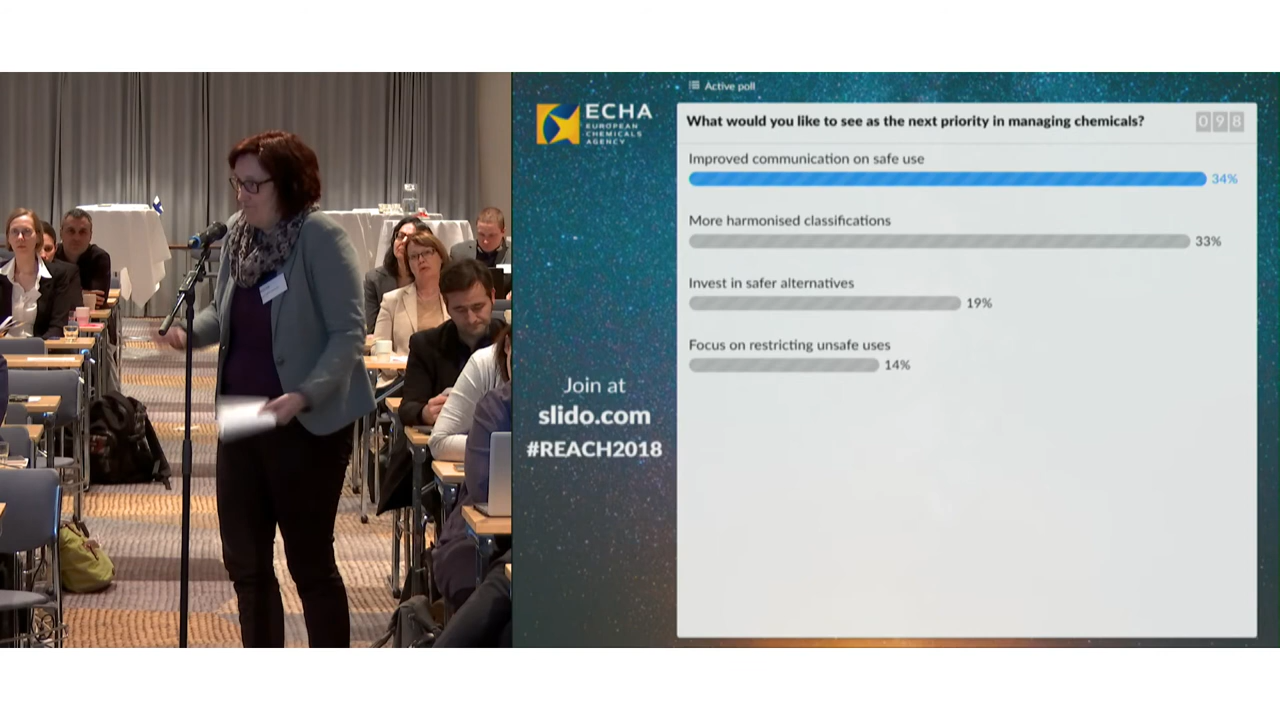 Active poll
ECHA
EUROPEAN
CHEMICALS
AGENCY
What would you like to see as the next priority in managing chemicals?
098
Improved communication on safe use
34%
More harmonised classifications
33%
Invest in safer alternatives
19%
Focus on restricting unsafe uses
14%
Join at
slido.com
#REACH2018